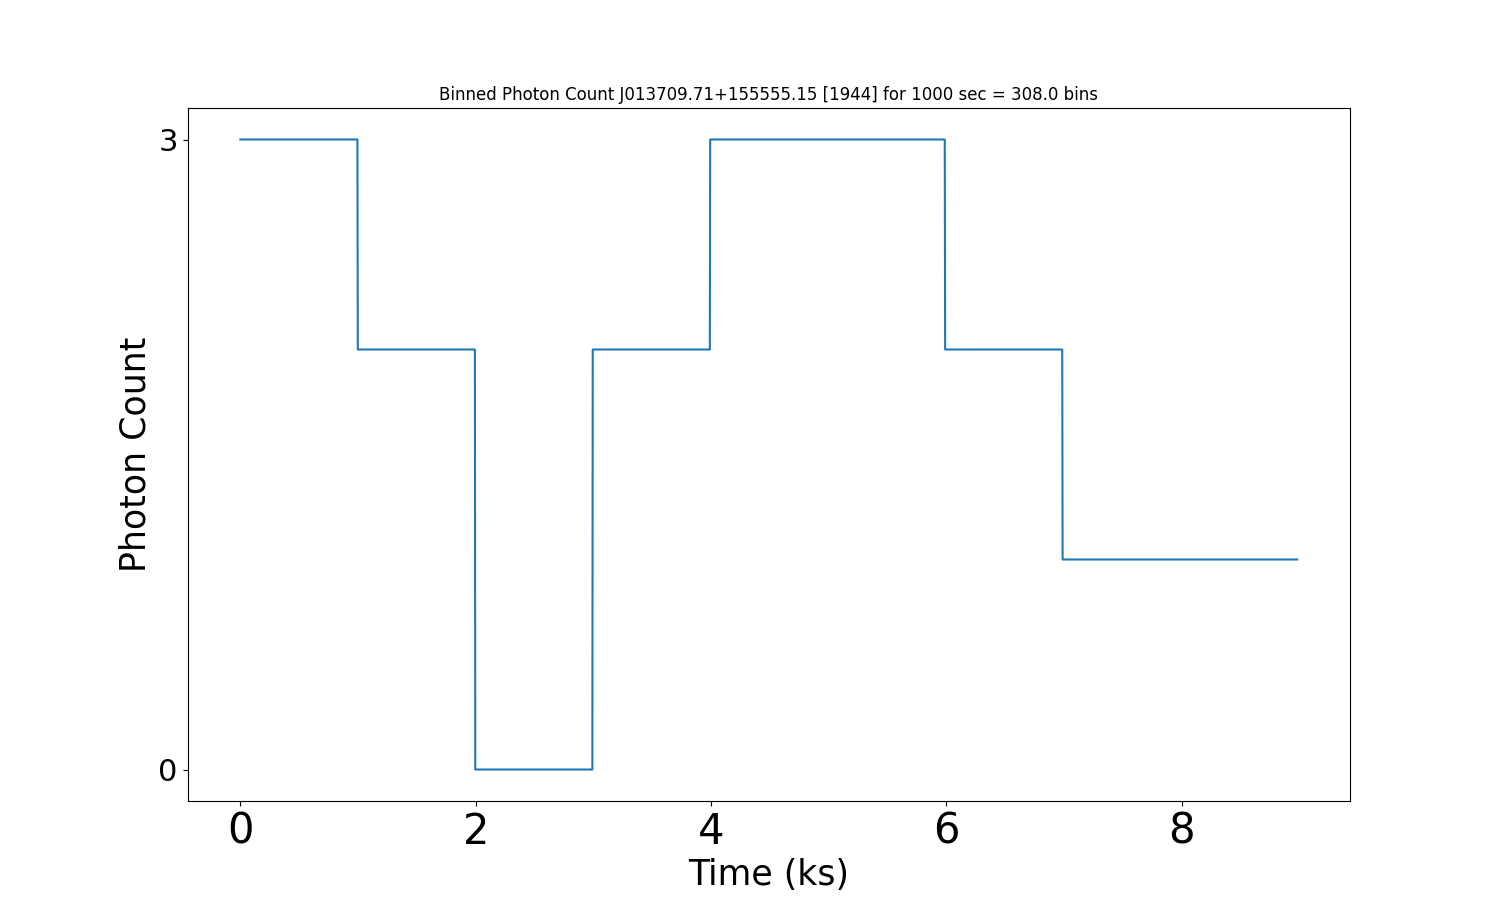 Binned Photon Count J013709.71+155555.15 [1944] for 1000 sec = 308.0 bins
3
Photon Count
0
0 2 4 6 8
Time (ks)